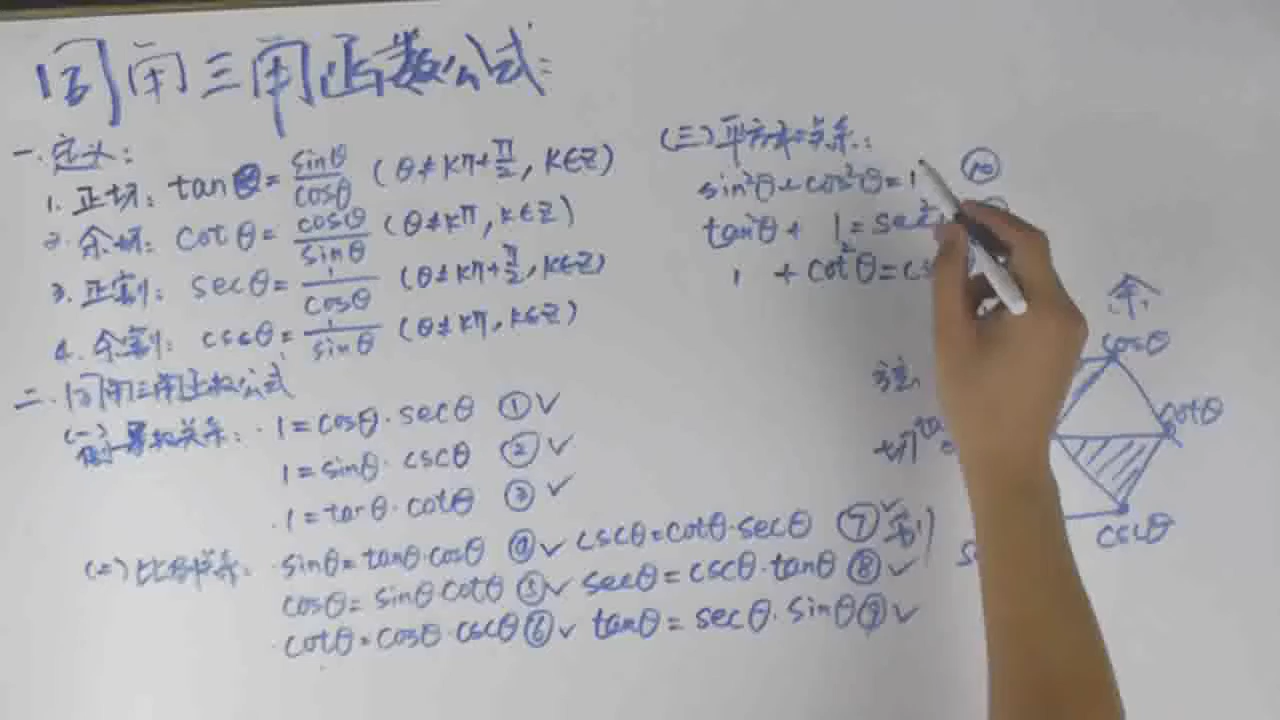 同角三角函数公式:
一.定义:
1. 正切: tanθ = sinθ/cosθ (θ≠kπ+π/2, k∈Z)
2. 余切: cotθ = cosθ/sinθ (θ≠kπ, k∈Z)
3. 正割: secθ = 1/cosθ (θ≠kπ+π/2, k∈Z)
4. 余割: cscθ = 1/sinθ (θ≠kπ, k∈Z)
二.同角三角函数公式
(一)倒数关系: 1=cosθ·secθ ①✓
1=sinθ·cscθ ②✓
1=tanθ·cotθ ③✓
(二)比例关系: sinθ=tanθ·cosθ ④✓ cscθ=cotθ·secθ ⑦✓
cosθ=sinθ cotθ ⑤✓ secθ=cscθ·tanθ ⑧✓
cotθ=cosθ·cscθ ⑥✓ tanθ=secθ·sinθ ⑨✓
(三)平方和关系:
sin²θ+cos²θ=1 ⑩
tan²θ+1=sec²
1+cot²θ=cs
余
cosθ
cotθ
切
割
cscθ